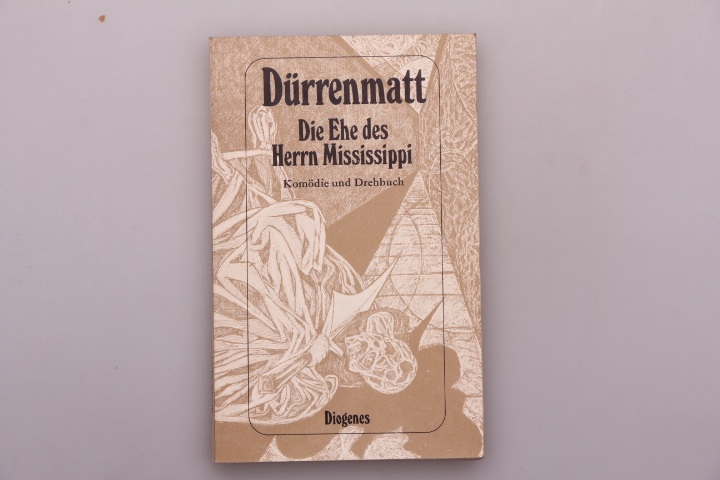 Dürrenmatt
Die Ehe des
Herrn Mississippi
Komödie und Drehbuch
Diogenes